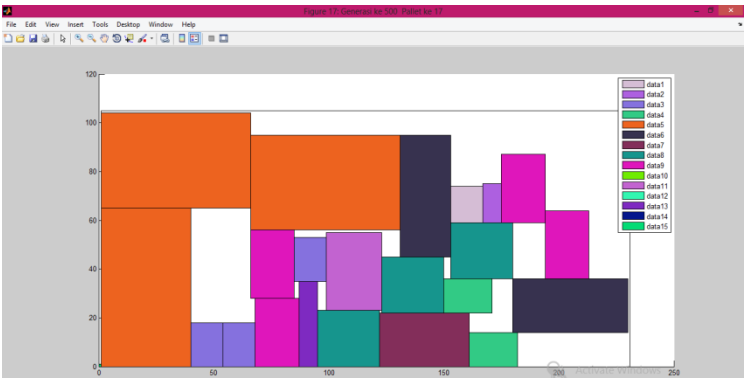 Figure 17: Generasi ke 500 Pallet ke 17
File Edit View Insert Tools Desktop Window Help
120
100
80
60
40
20
0
0 50 100 150 200 250
data1
data2
data3
data4
data5
data6
data7
data8
data9
data10
data11
data12
data13
data14
data15
Activate Windows